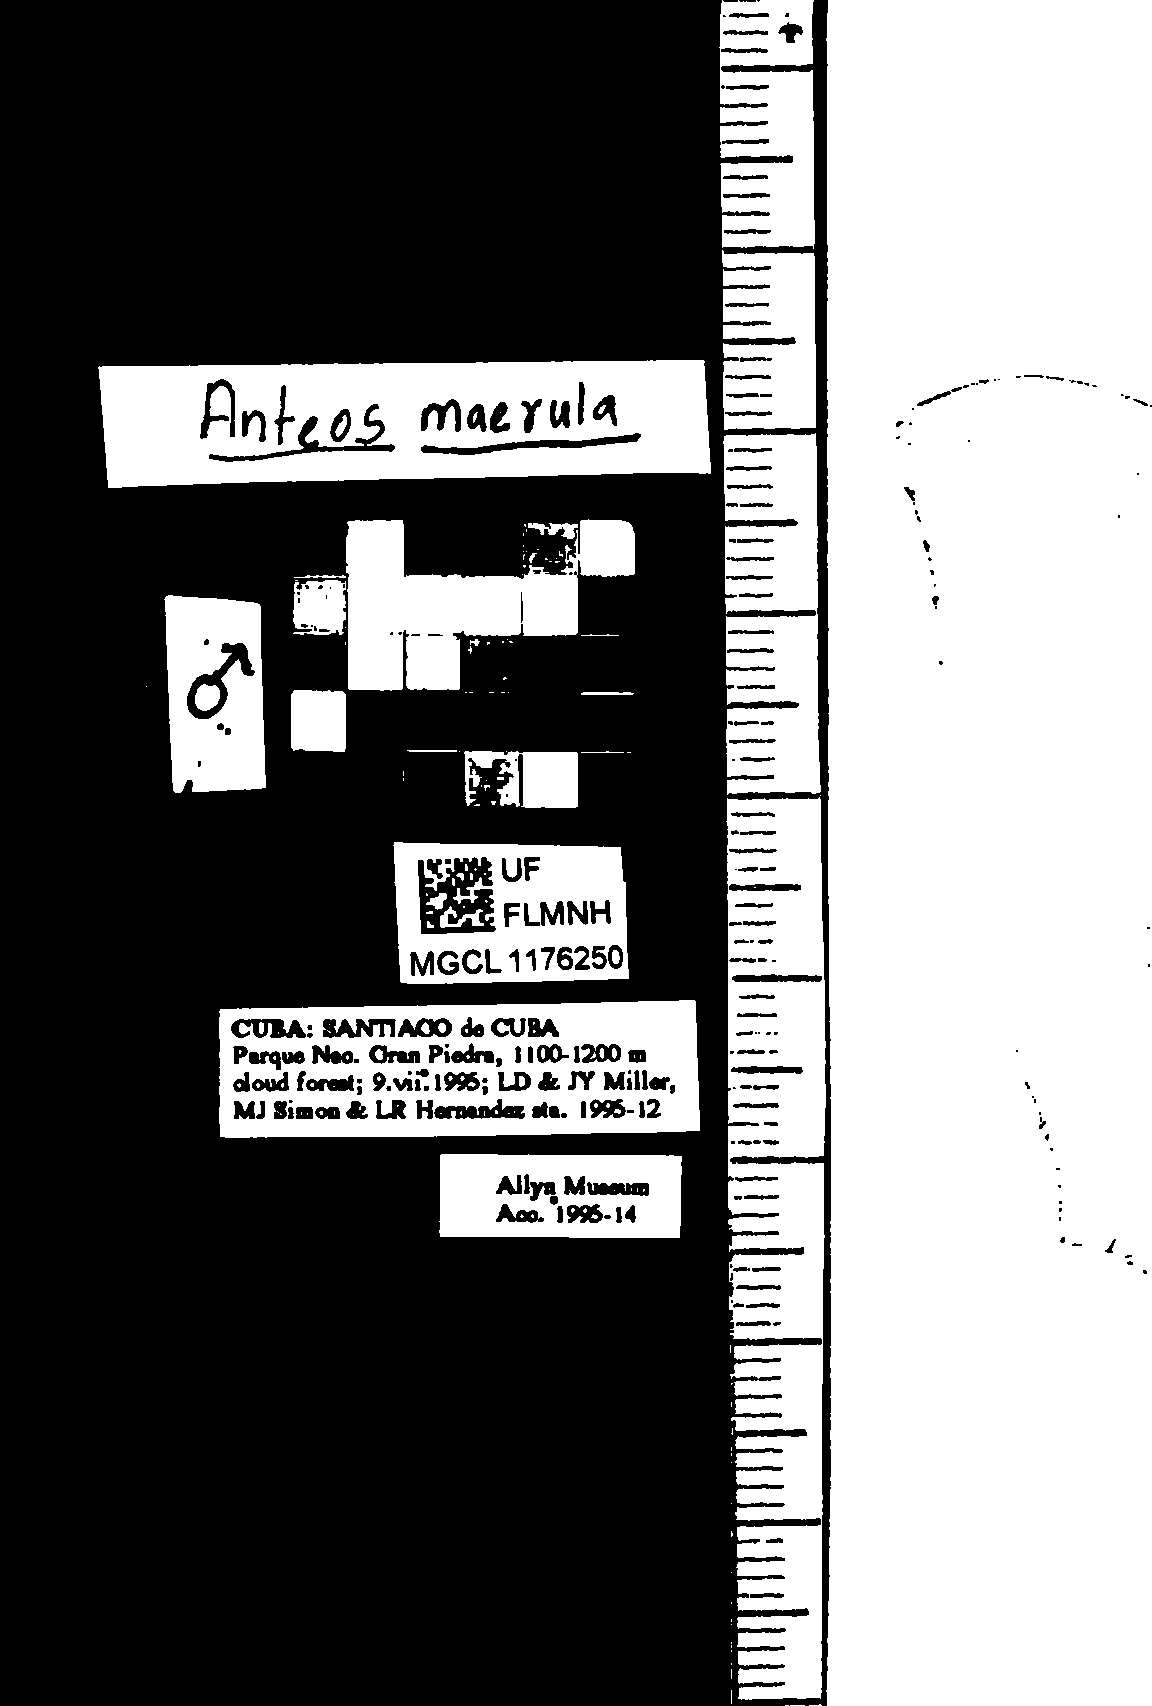 Anteos maerula
♂
UF
FLMNH
MGCL 1176250
CUBA: SANTIAGO de CUBA
Parque Nac. Gran Piedra, 1100-1200 m
cloud forest; 9.vii.1995; LD & JY Miller,
MJ Simon & LR Hernandez sta. 1995-12
Allyn Museum
Acc. 1995-14